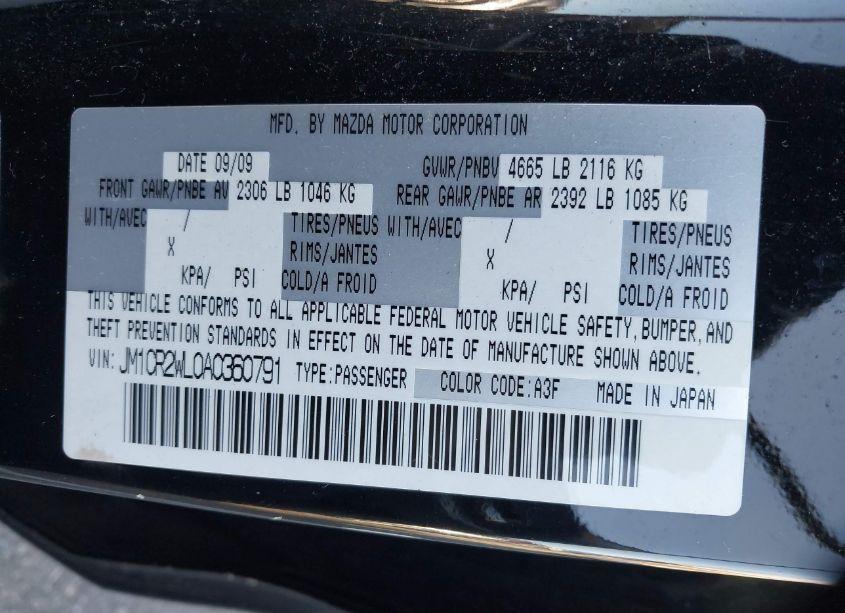 MFD. BY MAZDA MOTOR CORPORATION
DATE 09/09 GVWR/PNBV 4665 LB 2116 KG
FRONT GAWR/PNBE AV 2306 LB 1046 KG REAR GAWR/PNBE AR 2392 LB 1085 KG
WITH/AVEC / TIRES/PNEUS WITH/AVEC / TIRES/PNEUS
X RIMS/JANTES X RIMS/JANTES
KPA/ PSI COLD/A FROID KPA/ PSI COLD/A FROID
THIS VEHICLE CONFORMS TO ALL APPLICABLE FEDERAL MOTOR VEHICLE SAFETY, BUMPER, AND
THEFT PREVENTION STANDARDS IN EFFECT ON THE DATE OF MANUFACTURE SHOWN ABOVE.
VIN: JM1CR2WL0A0360791 TYPE:PASSENGER COLOR CODE:A3F MADE IN JAPAN